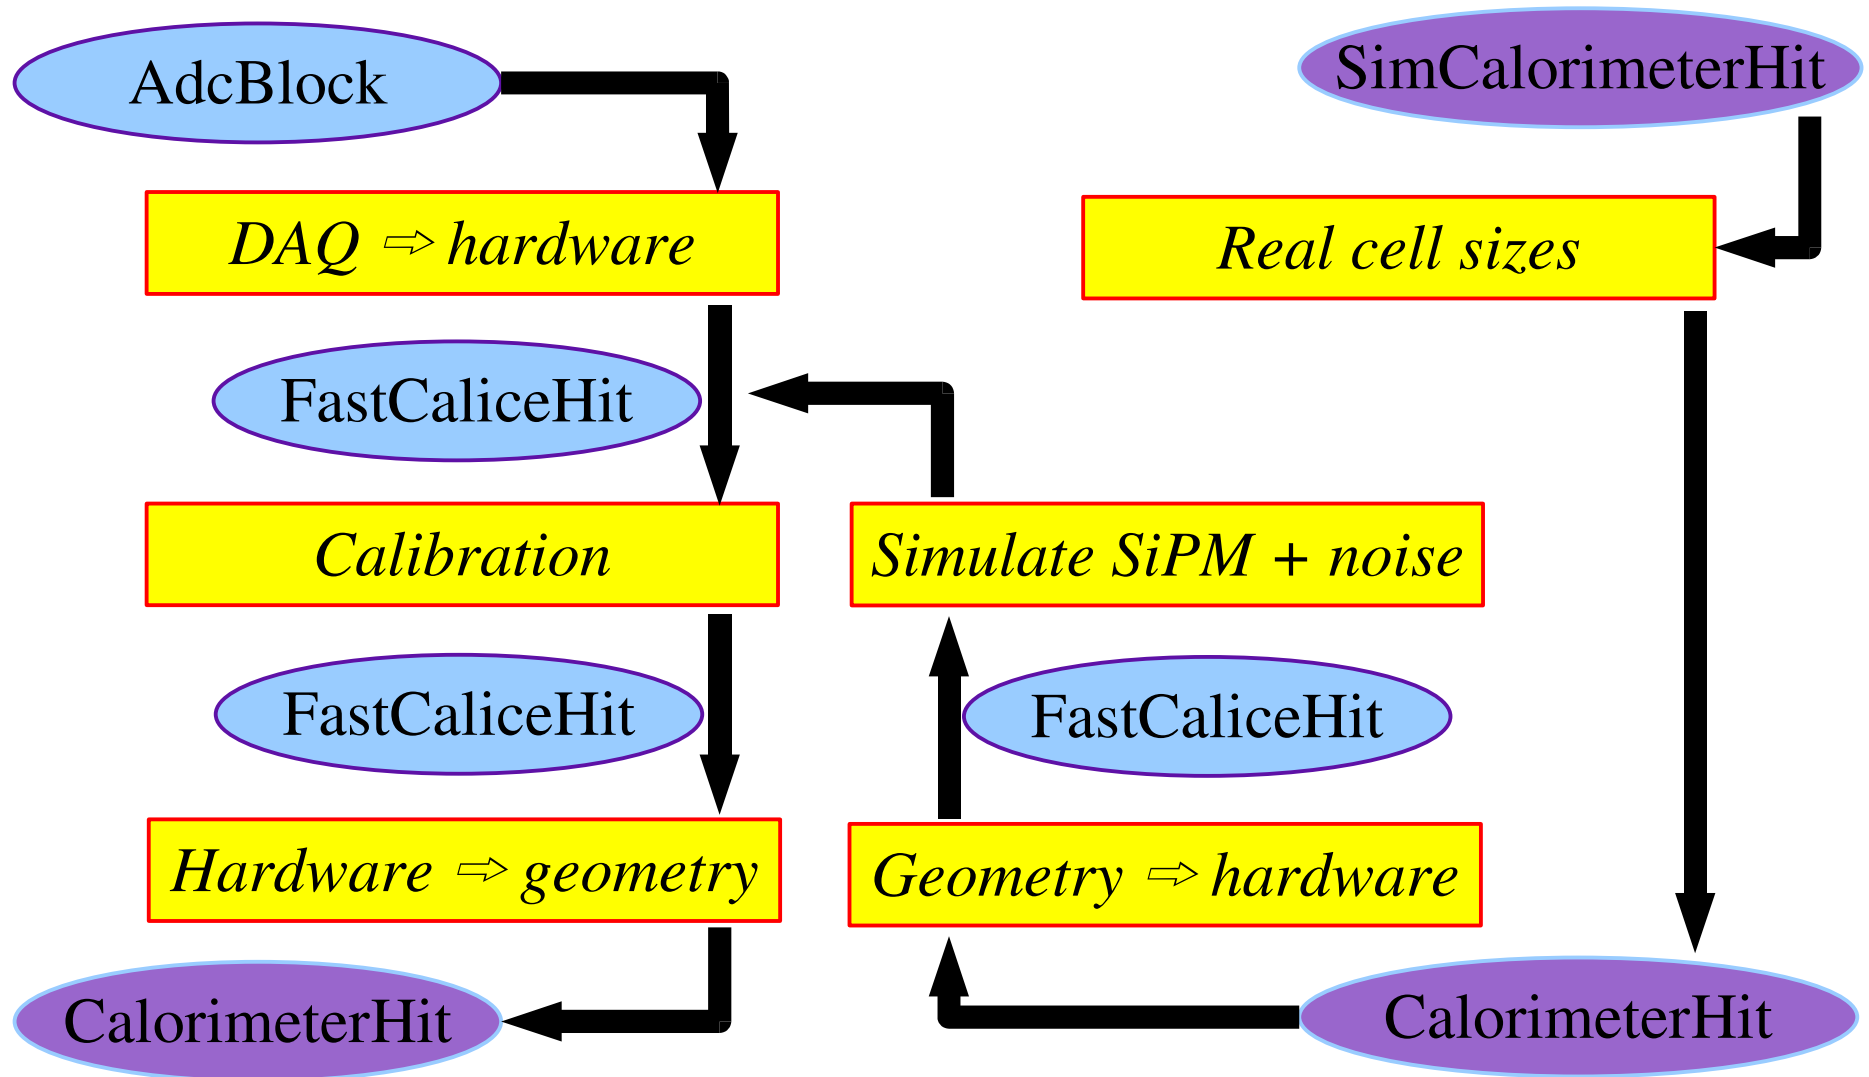 AdcBlock
SimCalorimeterHit
DAQ ⇨ hardware
Real cell sizes
FastCaliceHit
Calibration
Simulate SiPM + noise
FastCaliceHit
FastCaliceHit
Hardware ⇨ geometry
Geometry ⇨ hardware
CalorimeterHit
CalorimeterHit